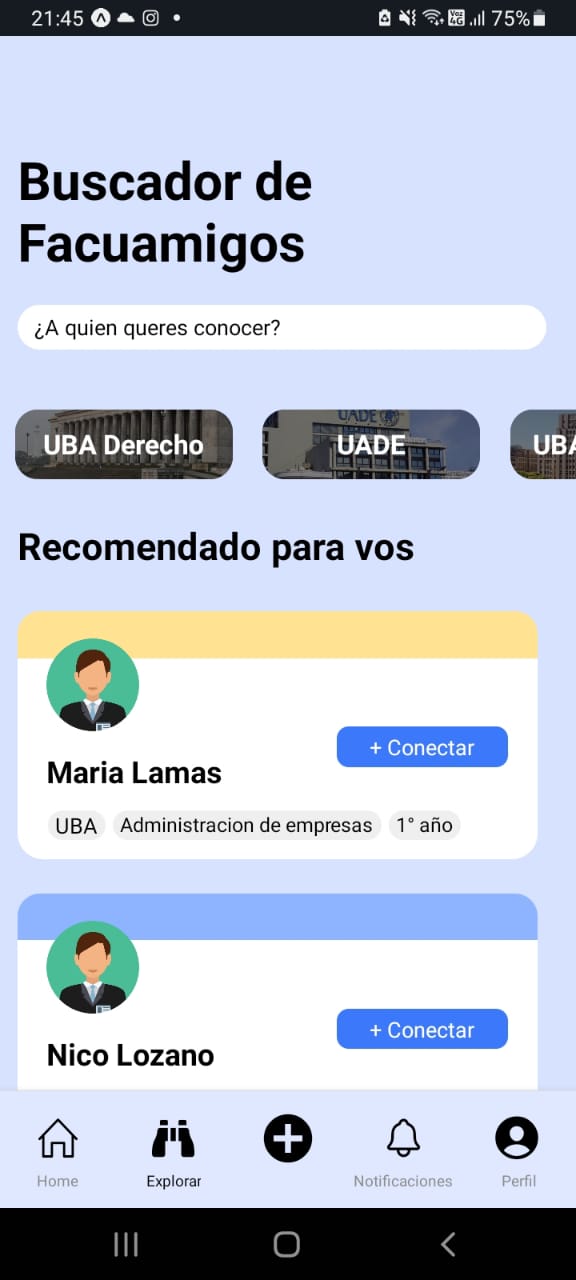 21:45 75%
Buscador de
Facuamigos
¿A quien queres conocer?
UBA Derecho UADE UBA
Recomendado para vos
+ Conectar
Maria Lamas
UBA Administracion de empresas 1° año
+ Conectar
Nico Lozano
Home Explorar Notificaciones Perfil